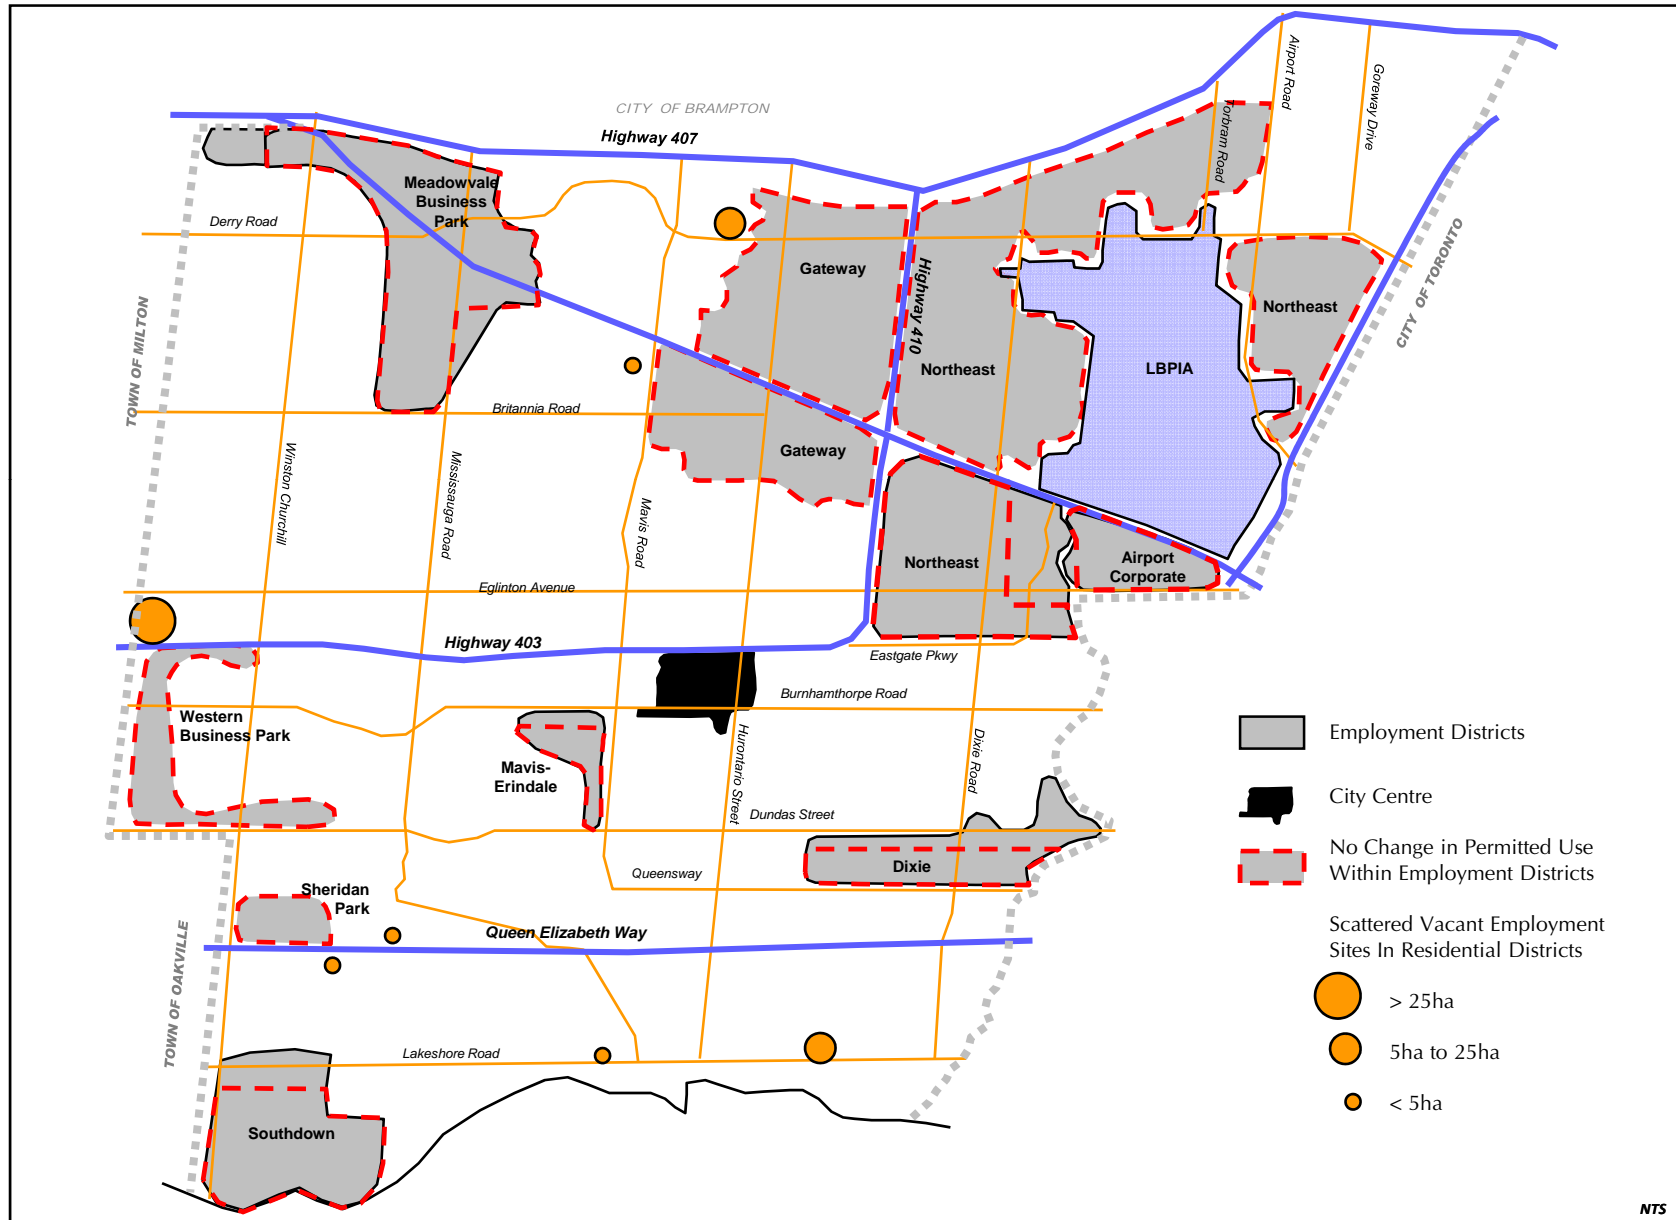 CITY OF BRAMPTON
Highway 407
Airport Road
Goreway Drive
Torbram Road
Meadowvale
Business
Park
Derry Road
Gateway
Highway 410
Northeast
CITY OF TORONTO
TOWN OF MILTON
Northeast
LBPIA
Britannia Road
Gateway
Winston Churchill
Mississauga Road
Mavis Road
Northeast
Airport
Corporate
Eglinton Avenue
Highway 403
Eastgate Pkwy
Burnhamthorpe Road
Western
Business Park
Hurontario Street
Dixie Road
Mavis-
Erindale
Dundas Street
Dixie
Queensway
Sheridan
Park
Queen Elizabeth Way
TOWN OF OAKVILLE
Lakeshore Road
Southdown
Employment Districts
City Centre
No Change in Permitted Use
Within Employment Districts
Scattered Vacant Employment
Sites In Residential Districts
> 25ha
5ha to 25ha
< 5ha
NTS